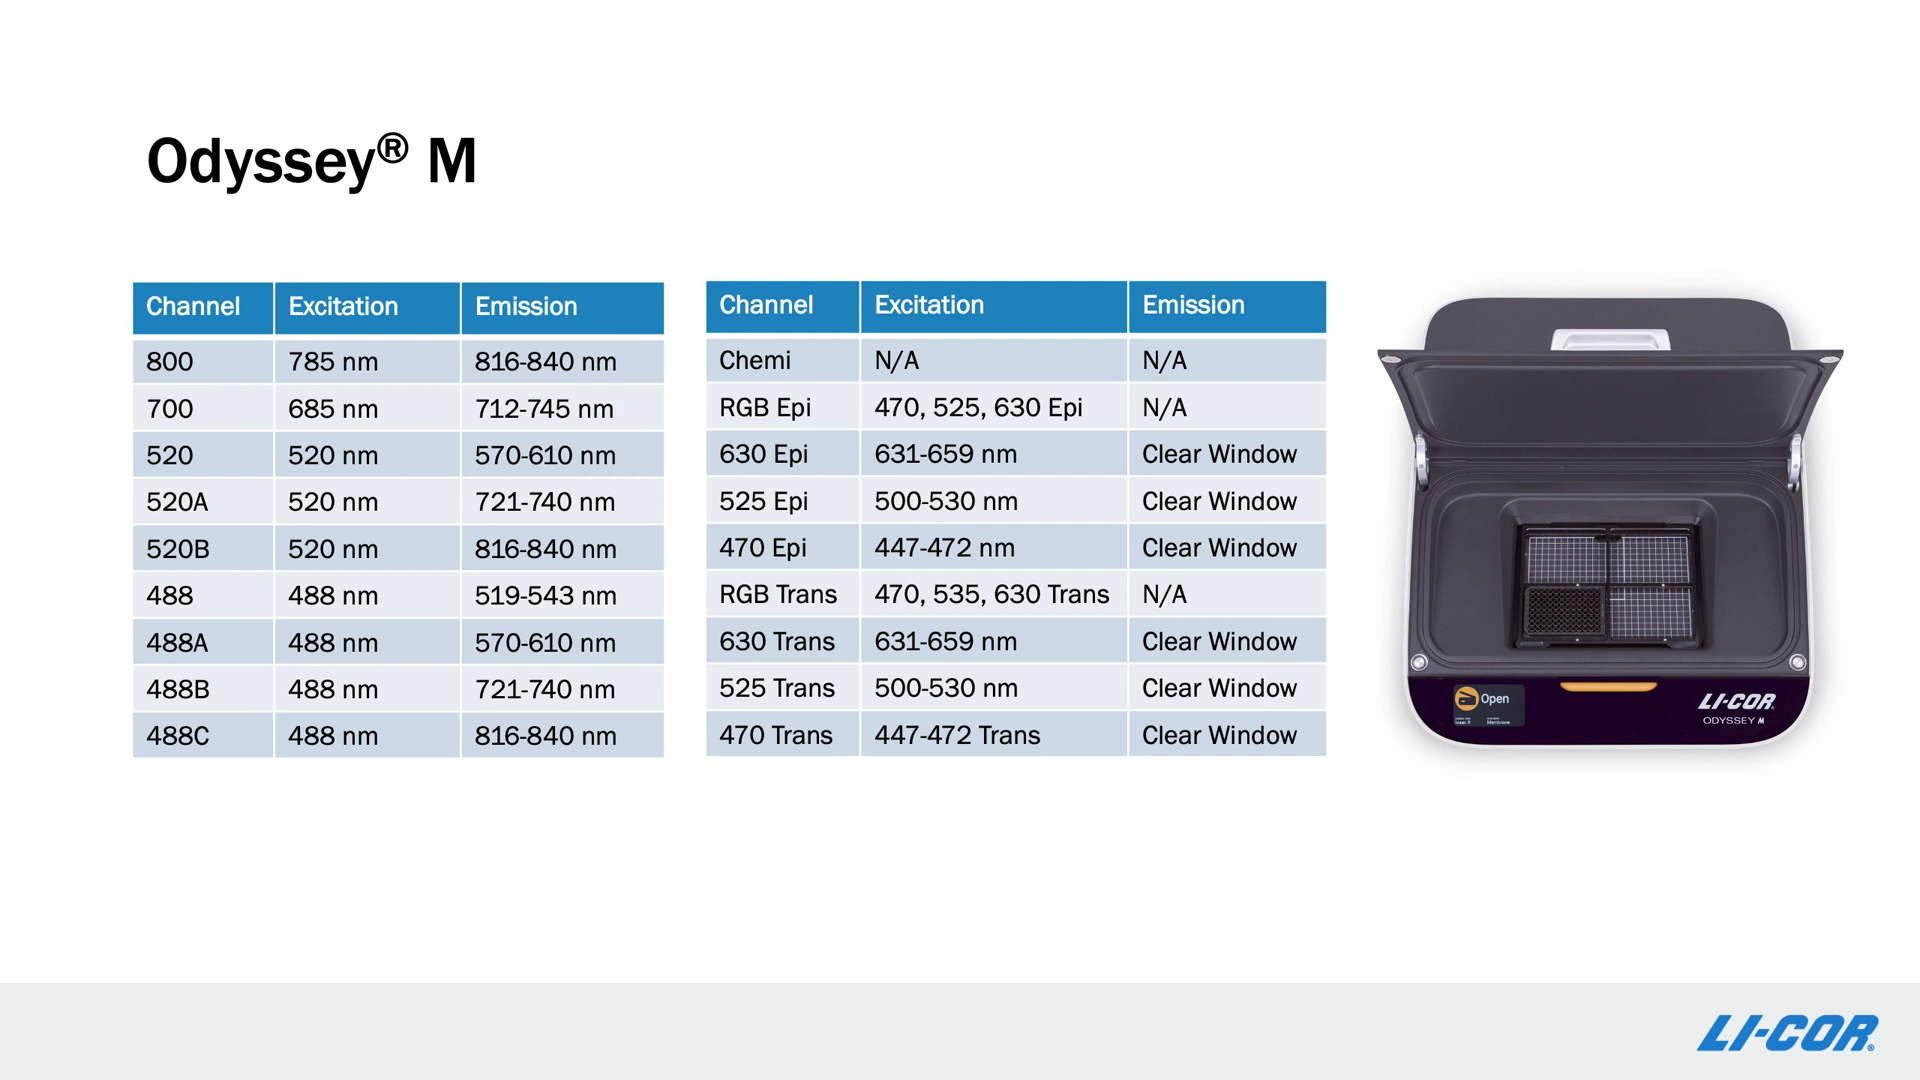 Odyssey® M
Channel Excitation Emission
800 785 nm 816-840 nm
700 685 nm 712-745 nm
520 520 nm 570-610 nm
520A 520 nm 721-740 nm
520B 520 nm 816-840 nm
488 488 nm 519-543 nm
488A 488 nm 570-610 nm
488B 488 nm 721-740 nm
488C 488 nm 816-840 nm
Channel Excitation Emission
Chemi N/A N/A
RGB Epi 470, 525, 630 Epi N/A
630 Epi 631-659 nm Clear Window
525 Epi 500-530 nm Clear Window
470 Epi 447-472 nm Clear Window
RGB Trans 470, 535, 630 Trans N/A
630 Trans 631-659 nm Clear Window
525 Trans 500-530 nm Clear Window
470 Trans 447-472 Trans Clear Window
Open
Membrane
LI-COR®
ODYSSEY M
LI-COR®